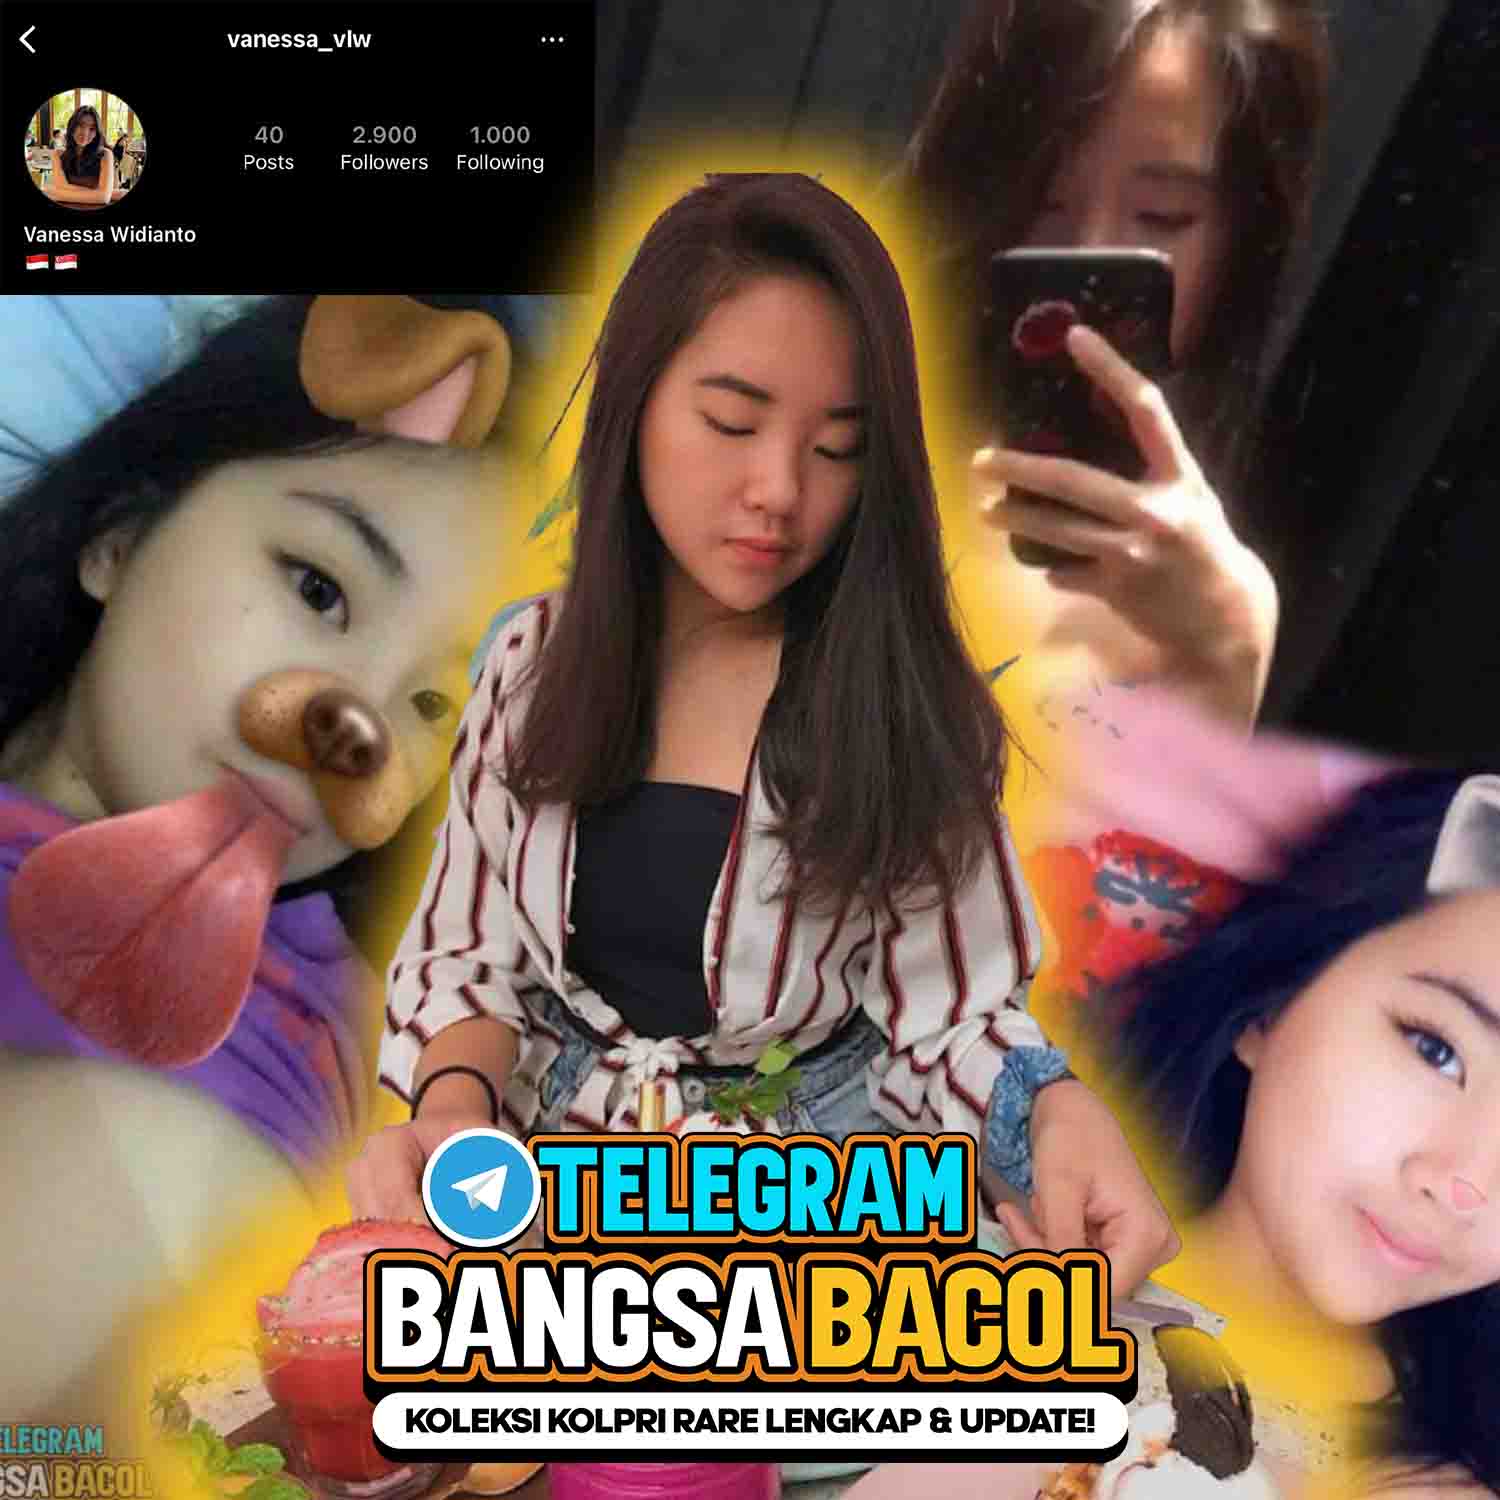 vanessa_vlw
40 2.900 1.000
Posts Followers Following
Vanessa Widianto
TELEGRAM
BANGSA BACOL
KOLEKSI KOLPRI RARE LENGKAP & UPDATE!
ELEGRAM
GSA BACOL